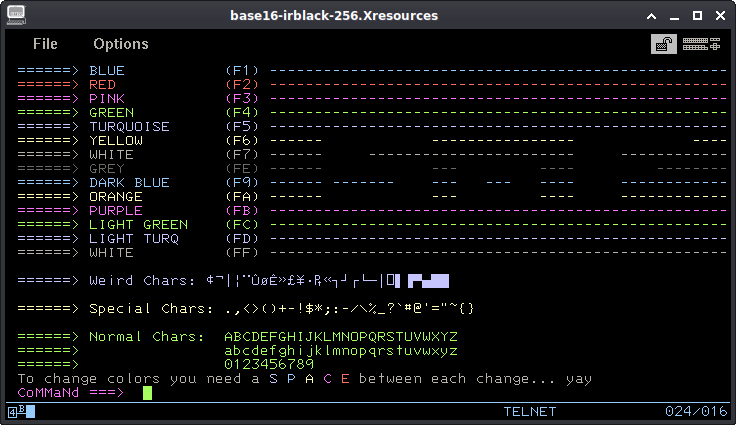 base16-irblack-256.Xresources
File Options
======> BLUE (F1) ---------------------------------------------------
======> RED (F2) ---------------------------------------------------
======> PINK (F3) ---------------------------------------------------
======> GREEN (F4) ---------------------------------------------------
======> TURQUOISE (F5) ---------------------------------------------------
======> YELLOW (F6) ------ --------------- ----
======> WHITE (F7) ------- ------- ------------
======> GREY (FE) ------ --- --- ---
======> DARK BLUE (F9) ----- ------- --- --- --- ------------
======> ORANGE (FA) ------ --- --- ---
======> PURPLE (FB) ---------------------------------------------------
======> LIGHT GREEN (FC) ---------------------------------------------------
======> LIGHT TURQ (FD) ---------------------------------------------------
======> WHITE (FF) ------ --- --- ------------
======> Weird Chars: ¢¬|¦¨ÛøÊ»£¥·₧«┐┘┌└─│
======> Special Chars: .,<>()+-!$*;:-/\%_?`#@'="~{}
======> Normal Chars: ABCDEFGHIJKLMNOPQRSTUVWXYZ
======> abcdefghijklmnopqrstuvwxyz
======> 0123456789
To change colors you need a S P A C E between each change... yay
CoMMaNd ===>
4B TELNET 024/016